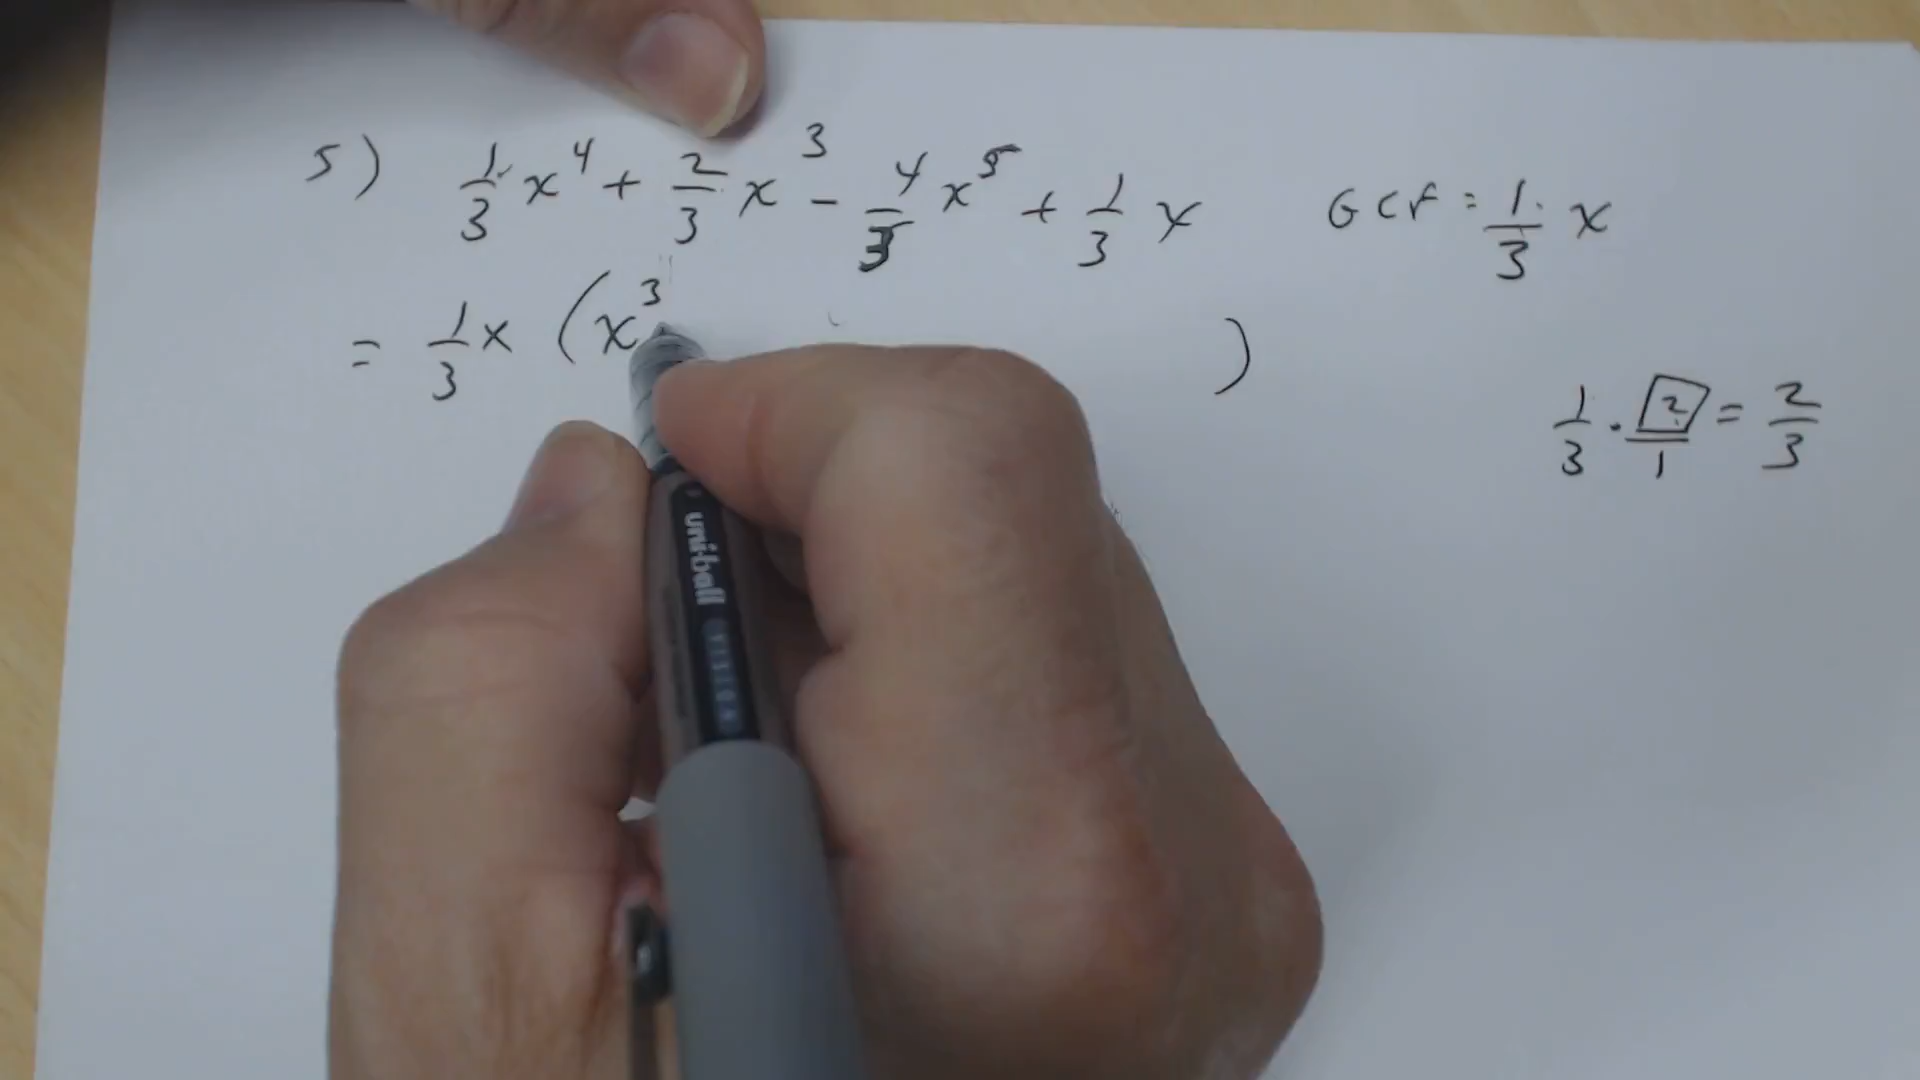 5) 1/3 x^4 + 2/3 x^3 - 4/3 x^5 + 1/3 x
GCF = 1/3 x
= 1/3 x (x^3 )
1/3 · 2/1 = 2/3
uni-ball VISION